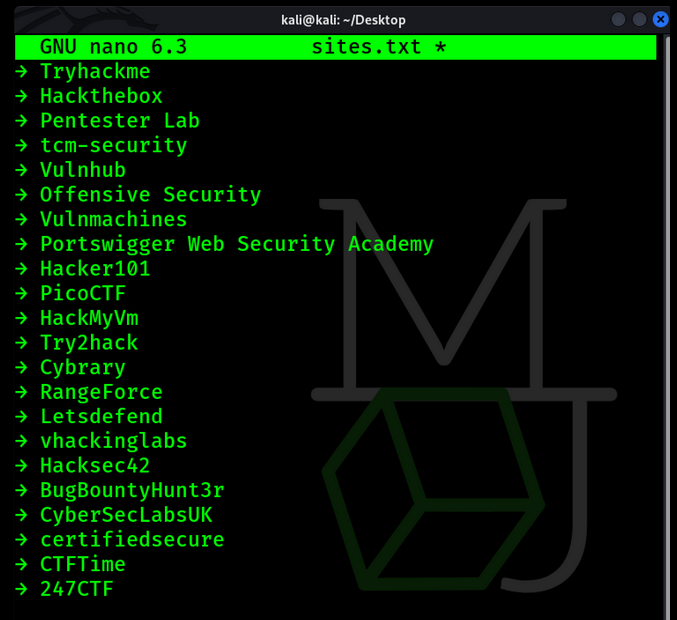 kali@kali: ~/Desktop
GNU nano 6.3 sites.txt *
→ Tryhackme
→ Hackthebox
→ Pentester Lab
→ tcm-security
→ Vulnhub
→ Offensive Security
→ Vulnmachines
→ Portswigger Web Security Academy
→ Hacker101
→ PicoCTF
→ HackMyVm
→ Try2hack
→ Cybrary
→ RangeForce
→ Letsdefend
→ vhackinglabs
→ Hacksec42
→ BugBountyHunt3r
→ CyberSecLabsUK
→ certifiedsecure
→ CTFTime
→ 247CTF
MJ